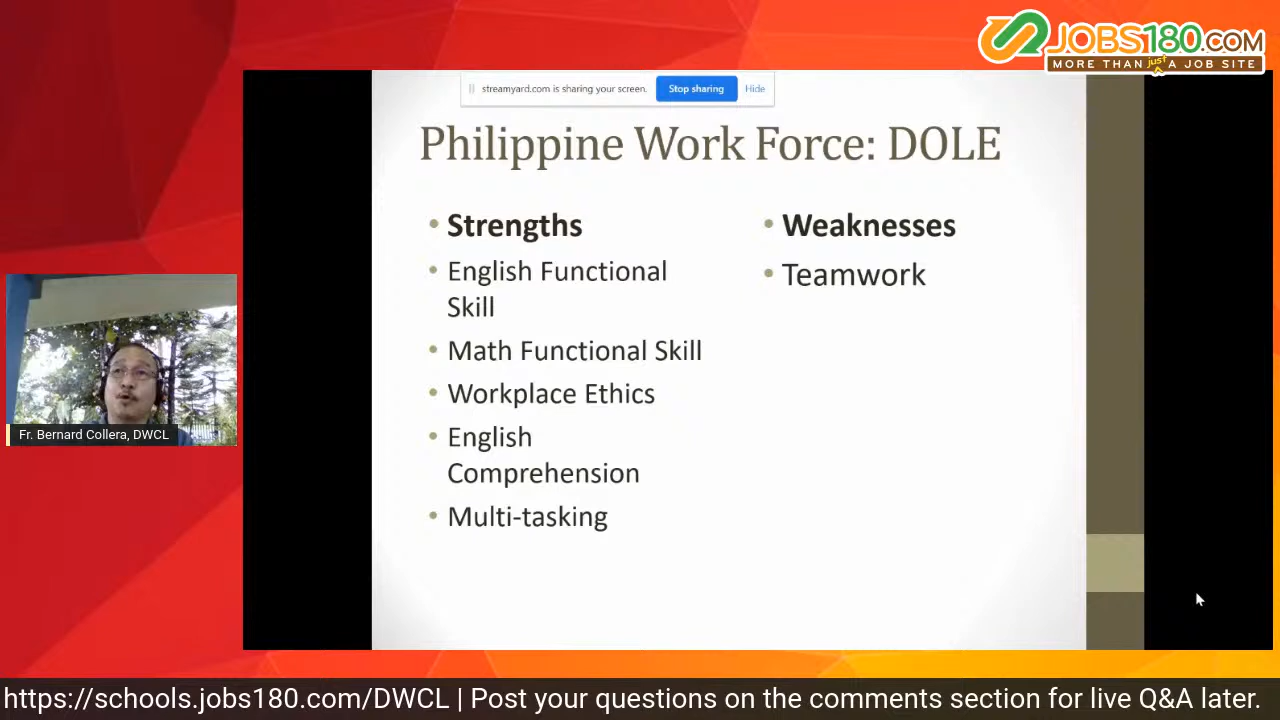 JOBS180.COM
MORE THAN just A JOB SITE
streamyard.com is sharing your screen. Stop sharing Hide
Philippine Work Force: DOLE
• Strengths
• English Functional
Skill
• Math Functional Skill
• Workplace Ethics
• English
Comprehension
• Multi-tasking
• Weaknesses
• Teamwork
Fr. Bernard Collera, DWCL
https://schools.jobs180.com/DWCL | Post your questions on the comments section for live Q&A later.